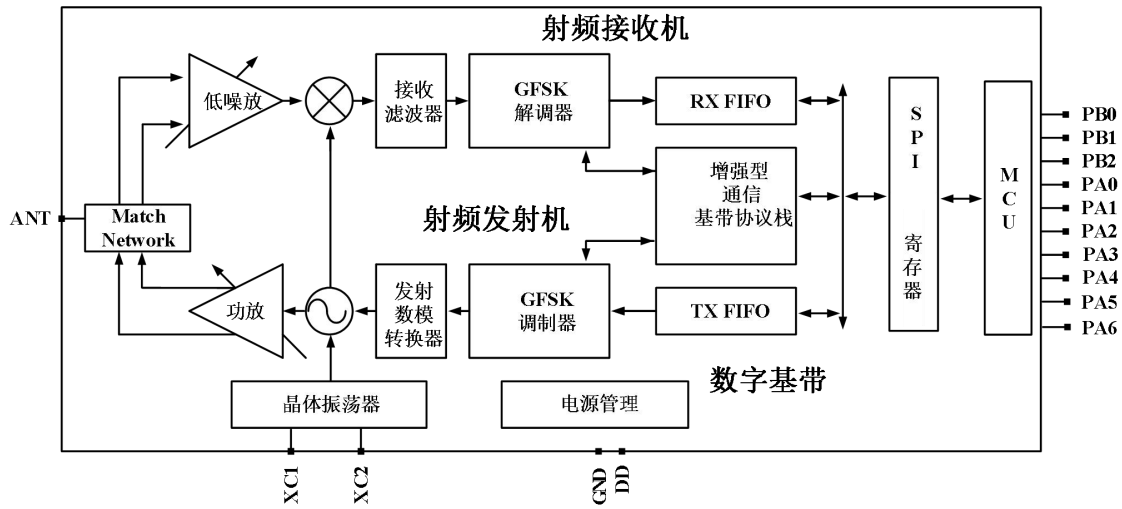 射频接收机
低噪放
接收
滤波器
GFSK
解调器
RX FIFO
增强型
通信
基带协议栈
SPI
寄存器
MCU
PB0
PB1
PB2
PA0
PA1
PA2
PA3
PA4
PA5
PA6
ANT
Match
Network
射频发射机
功放
发射
数模
转换器
GFSK
调制器
TX FIFO
数字基带
晶体振荡器
电源管理
XC1
XC2
GND
DD